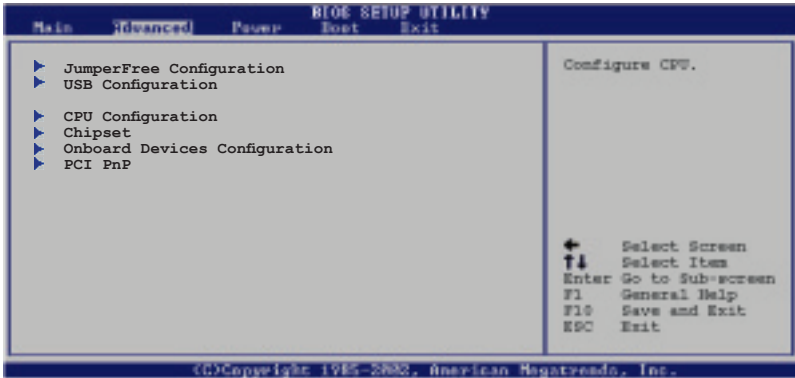 BIOS SETUP UTILITY
Main Advanced Power Boot Exit
JumperFree Configuration
USB Configuration
CPU Configuration
Chipset
Onboard Devices Configuration
PCI PnP
Configure CPU.
Select Screen
Select Item
Enter Go to Sub-screen
F1 General Help
F10 Save and Exit
ESC Exit
(C)Copyright 1985-2002, American Megatrends, Inc.